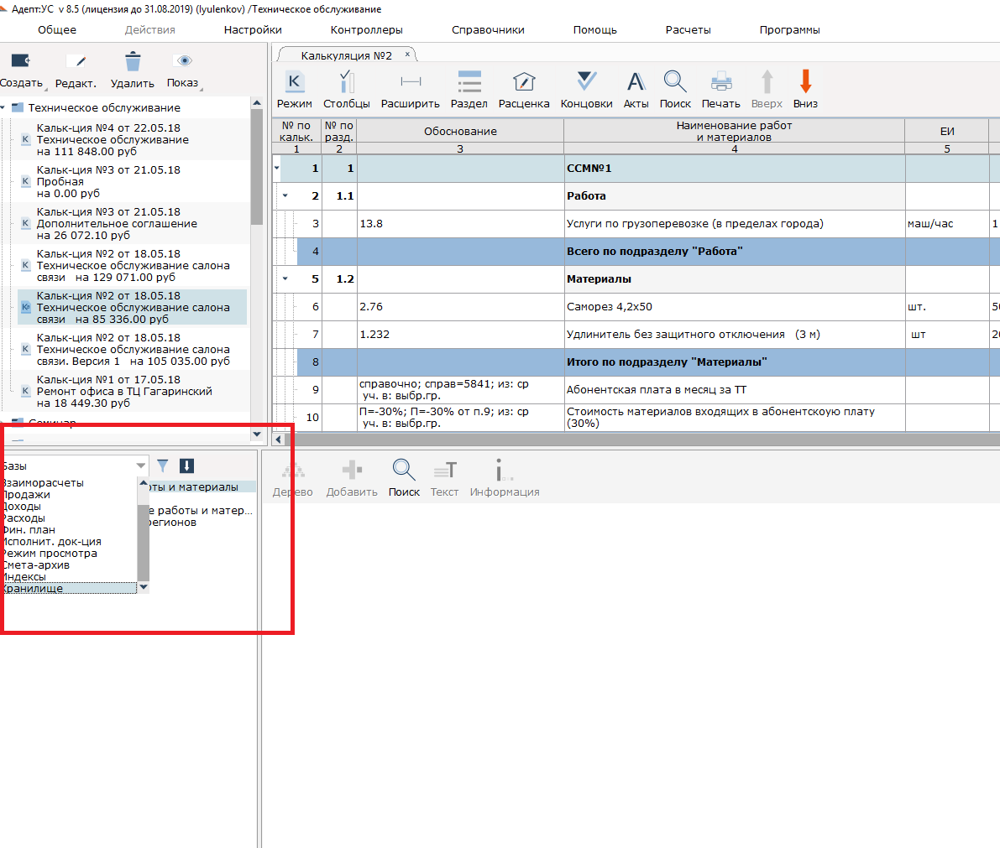 Адепт:УС v 8.5 (лицензия до 31.08.2019) (lyulenkov) /Техническое обслуживание
Общее Действия Настройки Контроллеры Справочники Помощь Расчеты Программы
Создать Редакт. Удалить Показ
Техническое обслуживание
Кальк-ция №4 от 22.05.18
Техническое обслуживание
на 111 848.00 руб
Кальк-ция №3 от 21.05.18
Пробная
на 0.00 руб
Кальк-ция №3 от 21.05.18
Дополнительное соглашение
на 26 072.10 руб
Кальк-ция №2 от 18.05.18
Техническое обслуживание салона
связи на 129 071.00 руб
Кальк-ция №2 от 18.05.18
Техническое обслуживание салона
связи на 85 336.00 руб
Кальк-ция №2 от 18.05.18
Техническое обслуживание салона
связи. Версия 1 на 105 035.00 руб
Кальк-ция №1 от 17.05.18
Ремонт офиса в ТЦ Гагаринский
на 18 449.30 руб
Семинар
Калькуляция №2 x
Режим Столбцы Расширить Раздел Расценка Концовки Акты Поиск Печать Вверх Вниз
№ по кальк. № по разд. Обоснование Наименование работ и материалов ЕИ
1 2 3 4 5
1 1 ССМ№1
2 1.1 Работа
3 13.8 Услуги по грузоперевозке (в пределах города) маш/час 1
4 Всего по подразделу "Работа"
5 1.2 Материалы
6 2.76 Саморез 4,2х50 шт.
7 1.232 Удлинитель без защитного отключения (3 м) шт
8 Итого по подразделу "Материалы"
9 справочно; справ=5841; из: ср уч. в: выбр.гр. Абонентская плата в месяц за ТТ
10 П=-30%; П=-30% от п.9; из: ср уч. в: выбр.гр. Стоимость материалов входящих в абонентскоую плату (30%)
Базы
Взаиморасчеты
Продажи
Доходы
Расходы
Фин. план
Исполнит. док-ция
Режим просмотра
Смета-архив
Индексы
Хранилище
оты и материалы
е работы и матер...
регионов
Дерево Добавить Поиск Текст Информация